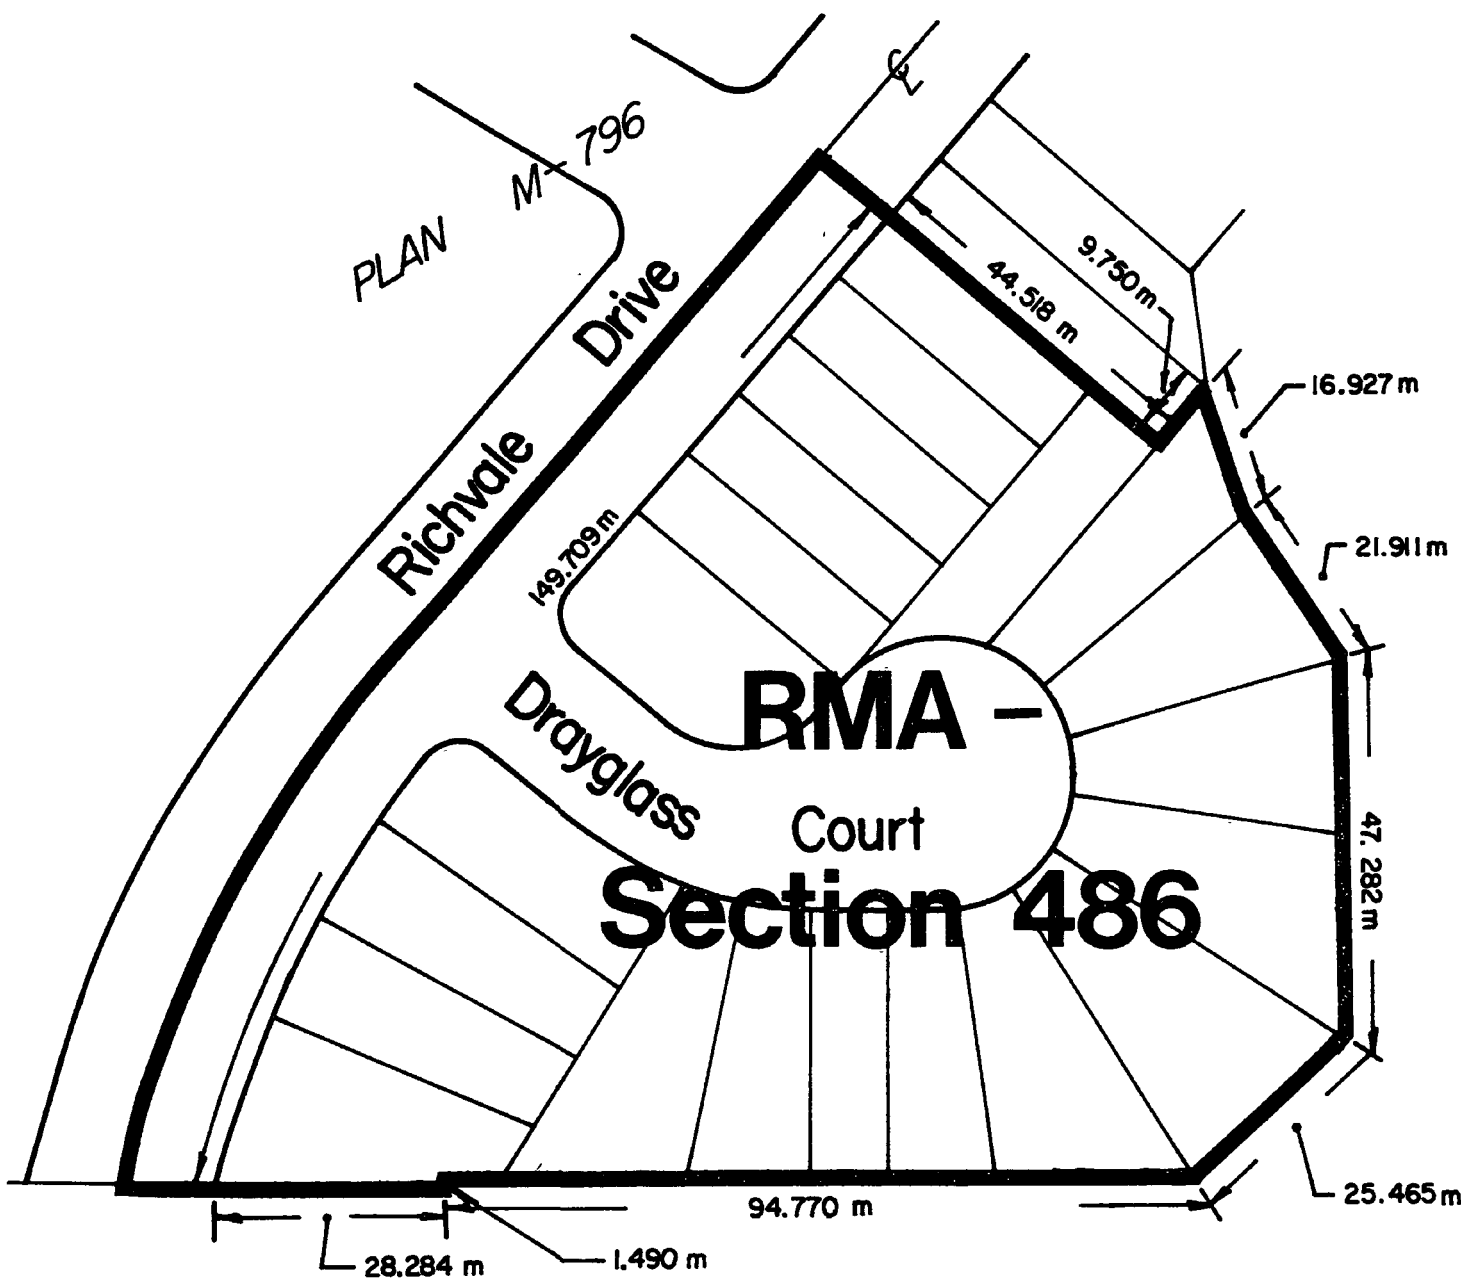 ℄
M-796
PLAN
Richvale Drive
9.750 m
44.518 m
16.927 m
21.911 m
149.709 m
Drayglass
RMA –
Court
Section 486
47.282 m
25.465 m
94.770 m
28.284 m
1.490 m